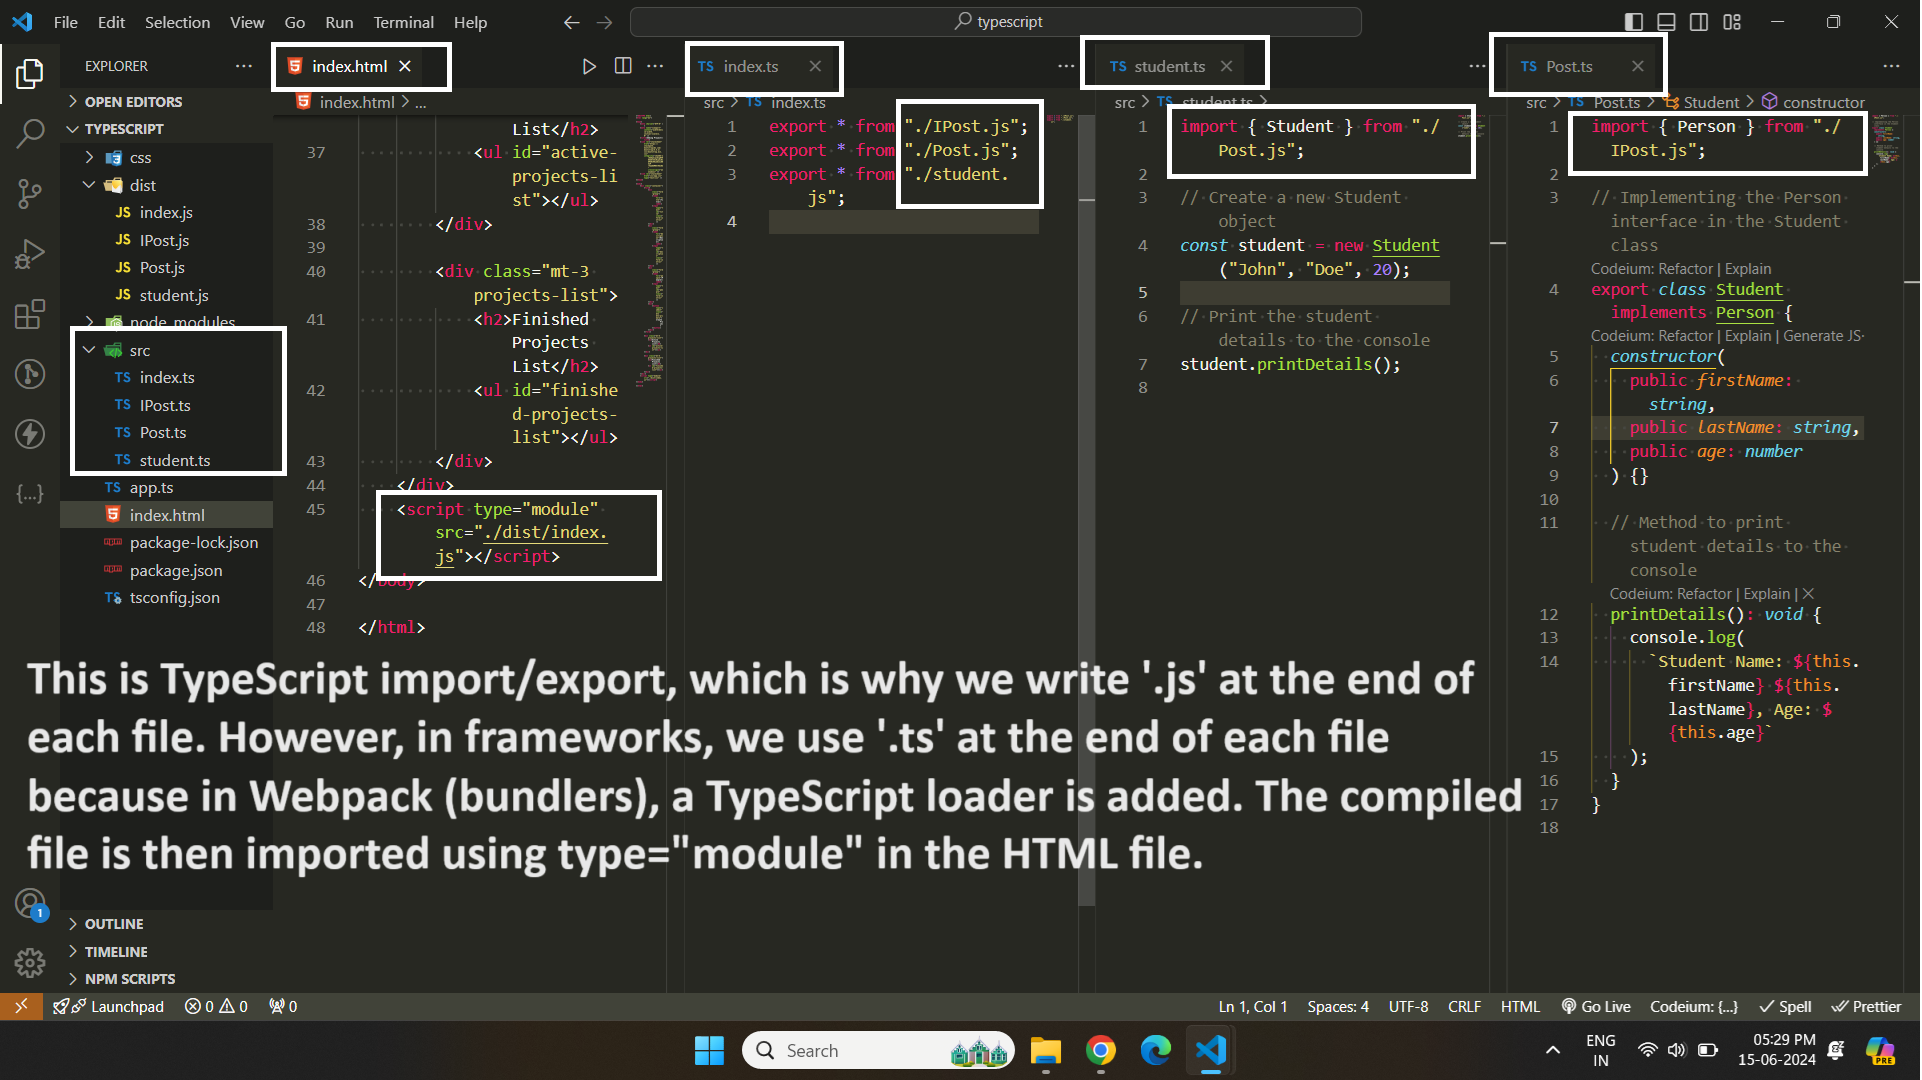 File Edit Selection View Go Run Terminal Help
typescript
EXPLORER
OPEN EDITORS
TYPESCRIPT
css
dist
JS index.js
JS IPost.js
JS Post.js
JS student.js
node_modules
src
TS index.ts
TS IPost.ts
TS Post.ts
TS student.ts
TS app.ts
index.html
package-lock.json
package.json
TS tsconfig.json
OUTLINE
TIMELINE
NPM SCRIPTS
index.html
index.html > ...
List</h2>
37 <ul id="active-
projects-li
st"></ul>
38 </div>
39
40 <div class="mt-3
projects-list">
41 <h2>Finished
Projects
List</h2>
42 <ul id="finishe
d-projects-
list"></ul>
43 </div>
44 </div>
45 <script type="module"
src="./dist/index.
js"></script>
46 </body>
47
48 </html>
TS index.ts
src > TS index.ts
1 export * from "./IPost.js";
2 export * from "./Post.js";
3 export * from "./student.
js";
4
TS student.ts
src > TS student.ts >
1 import { Student } from "./
Post.js";
2
3 // Create a new Student
object
4 const student = new Student
("John", "Doe", 20);
5
6 // Print the student
details to the console
7 student.printDetails();
8
TS Post.ts
src > TS Post.ts > Student > constructor
1 import { Person } from "./
IPost.js";
2
3 // Implementing the Person
interface in the Student
class
Codeium: Refactor | Explain
4 export class Student
implements Person {
Codeium: Refactor | Explain | Generate JS
5 constructor(
6 public firstName:
string,
7 public lastName: string,
8 public age: number
9 ) {}
10
11 // Method to print
student details to the
console
Codeium: Refactor | Explain | X
12 printDetails(): void {
13 console.log(
14 `Student Name: ${this.
firstName} ${this.
lastName}, Age: $
{this.age}`
15 );
16 }
17 }
18
This is TypeScript import/export, which is why we write '.js' at the end of
each file. However, in frameworks, we use '.ts' at the end of each file
because in Webpack (bundlers), a TypeScript loader is added. The compiled
file is then imported using type="module" in the HTML file.
1
Launchpad 0 0 0
Ln 1, Col 1 Spaces: 4 UTF-8 CRLF HTML Go Live Codeium: {...} Spell Prettier
Search
ENG
IN
05:29 PM
15-06-2024
PRE